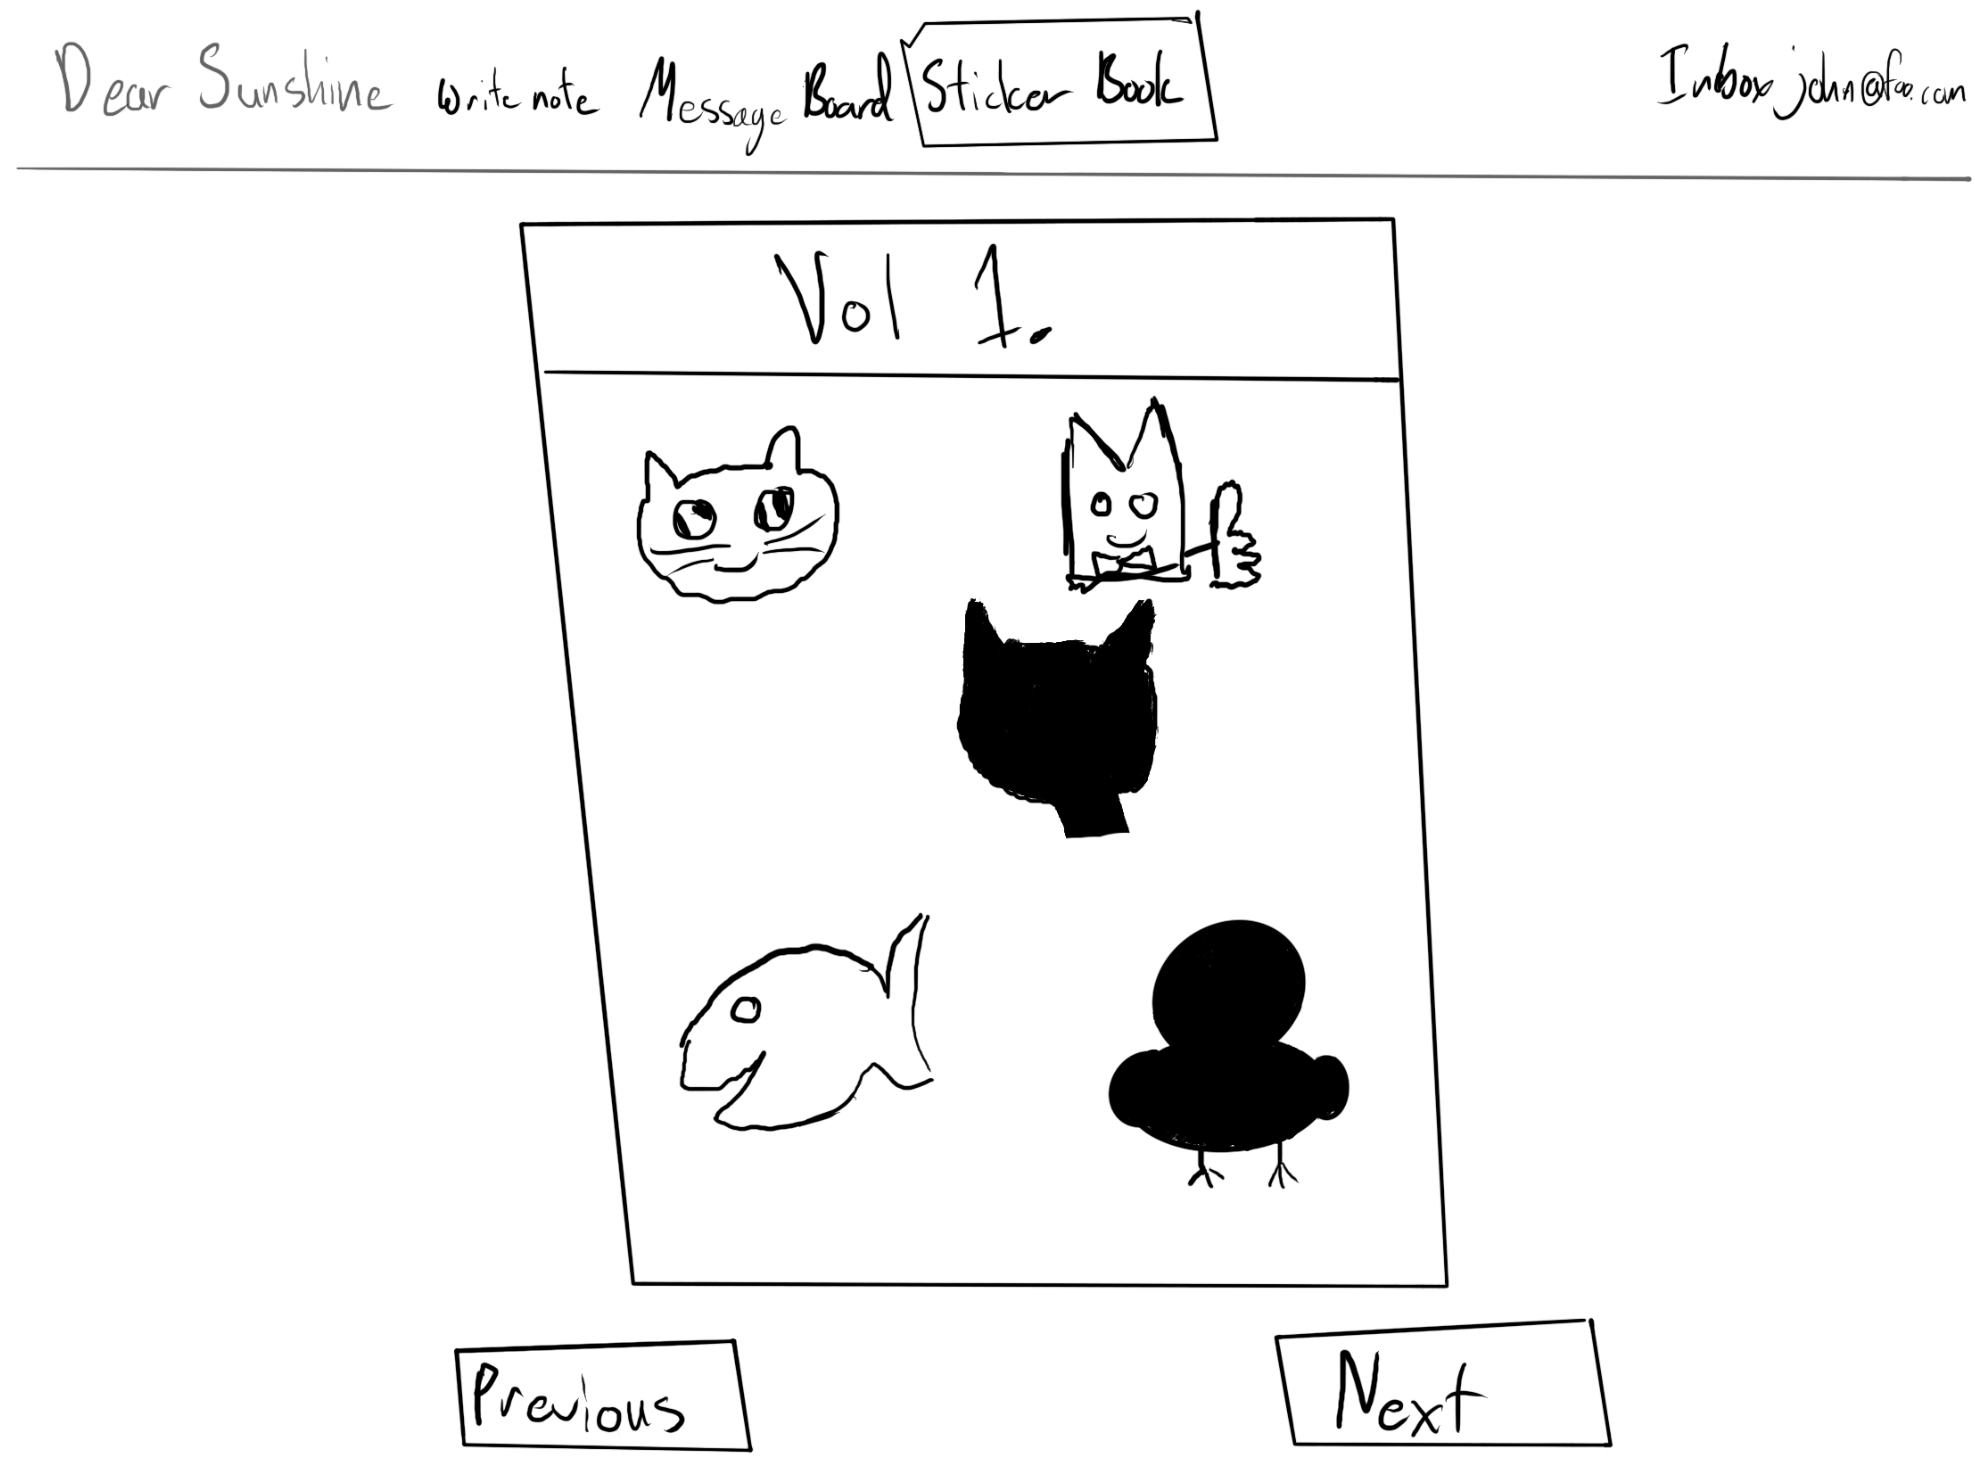 Dear Sunshine Write note Message Board Sticker Book Inbox john@foo.com
Vol 1.
Previous Next